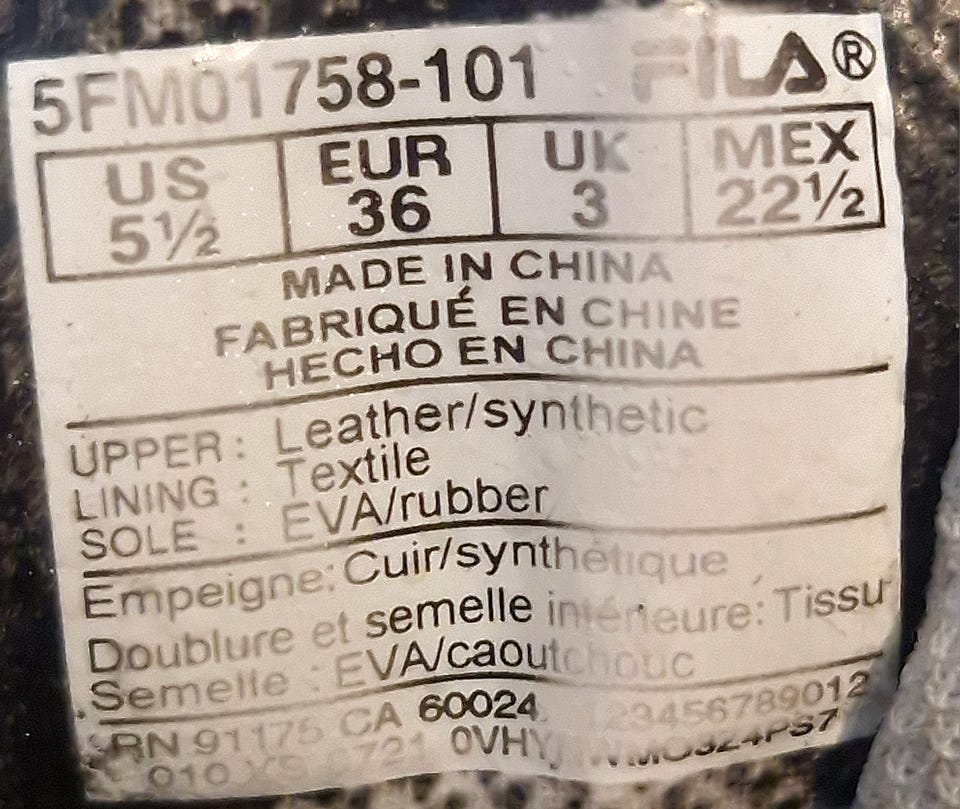 5FM01758-101 FILA®
US EUR UK MEX
5½ 36 3 22½
MADE IN CHINA
FABRIQUÉ EN CHINE
HECHO EN CHINA
UPPER : Leather/synthetic
LINING : Textile
SOLE : EVA/rubber
Empeigne: Cuir/synthétique
Doublure et semelle intérieure: Tissu
Semelle : EVA/caoutchouc
RN 91175 CA 60024 123456789012
010